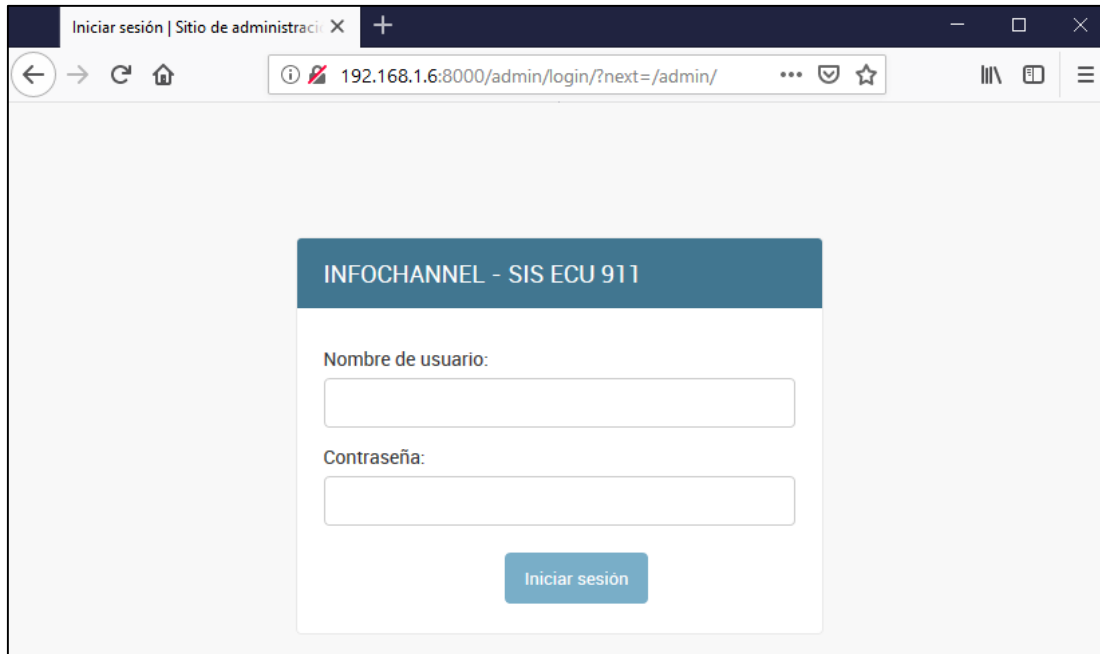 Iniciar sesión | Sitio de administraci
192.168.1.6:8000/admin/login/?next=/admin/
INFOCHANNEL - SIS ECU 911
Nombre de usuario:
Contraseña:
Iniciar sesión